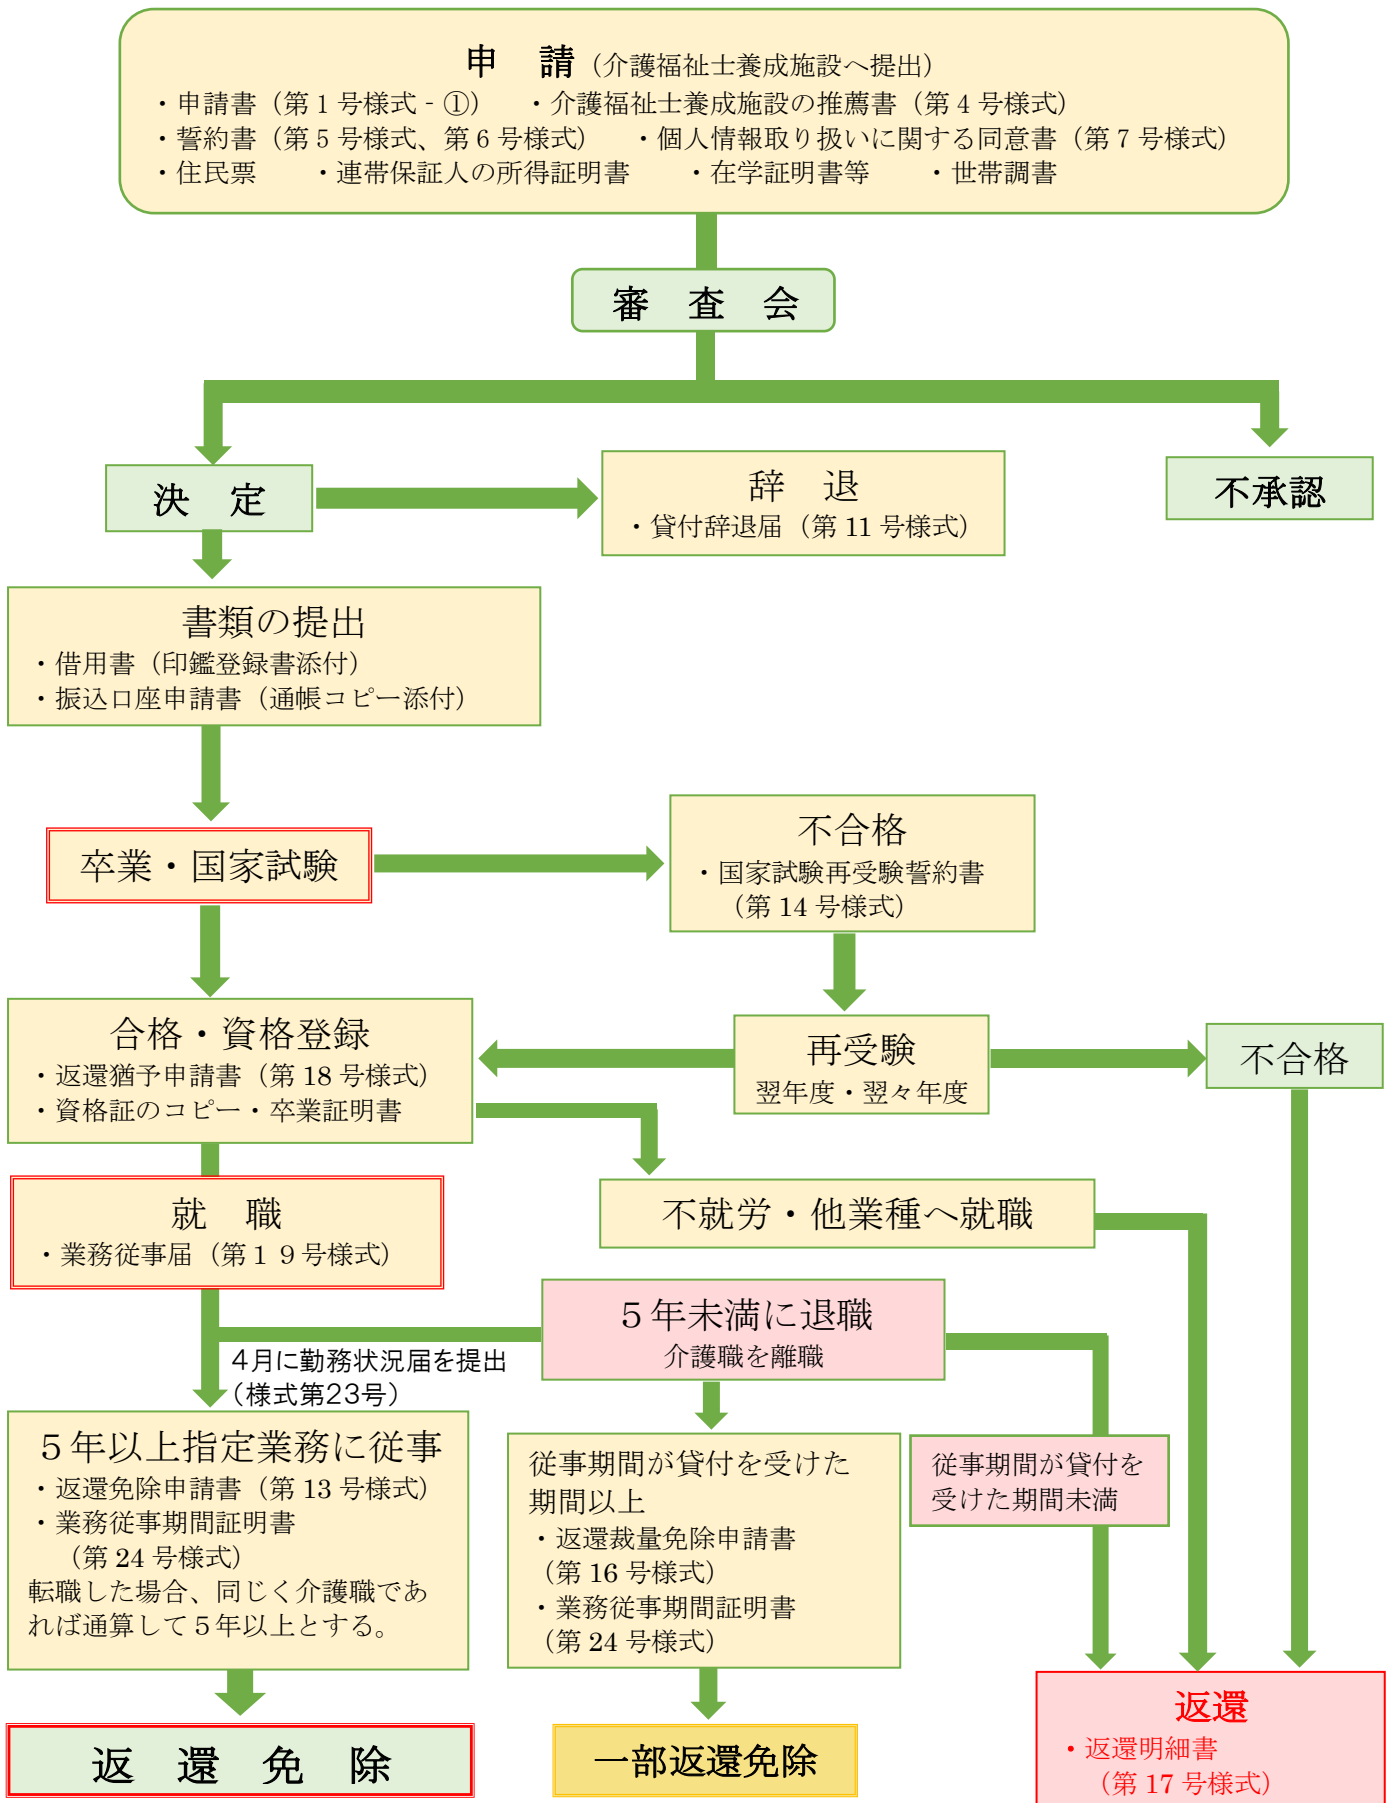 申　請（介護福祉士養成施設へ提出）
・申請書（第１号様式‐①）　・介護福祉士養成施設の推薦書（第４号様式）
・誓約書（第５号様式、第６号様式）　・個人情報取り扱いに関する同意書（第７号様式）
・住民票　・連帯保証人の所得証明書　・在学証明書等　・世帯調書
審　査　会
決　定
辞　退
・貸付辞退届（第 11 号様式）
不承認
書類の提出
・借用書（印鑑登録書添付）
・振込口座申請書（通帳コピー添付）
卒業・国家試験
不合格
・国家試験再受験誓約書
（第 14 号様式）
合格・資格登録
・返還猶予申請書（第 18 号様式）
・資格証のコピー・卒業証明書
再受験
翌年度・翌々年度
不合格
就　職
・業務従事届（第１９号様式）
不就労・他業種へ就職
５年未満に退職
介護職を離職
4月に勤務状況届を提出
（様式第23号）
５年以上指定業務に従事
・返還免除申請書（第 13 号様式）
・業務従事期間証明書
（第 24 号様式）
転職した場合、同じく介護職であ
れば通算して５年以上とする。
従事期間が貸付を受けた
期間以上
・返還裁量免除申請書
（第 16 号様式）
・業務従事期間証明書
（第 24 号様式）
従事期間が貸付を
受けた期間未満
返　還　免　除
一部返還免除
返還
・返還明細書
（第 17 号様式）